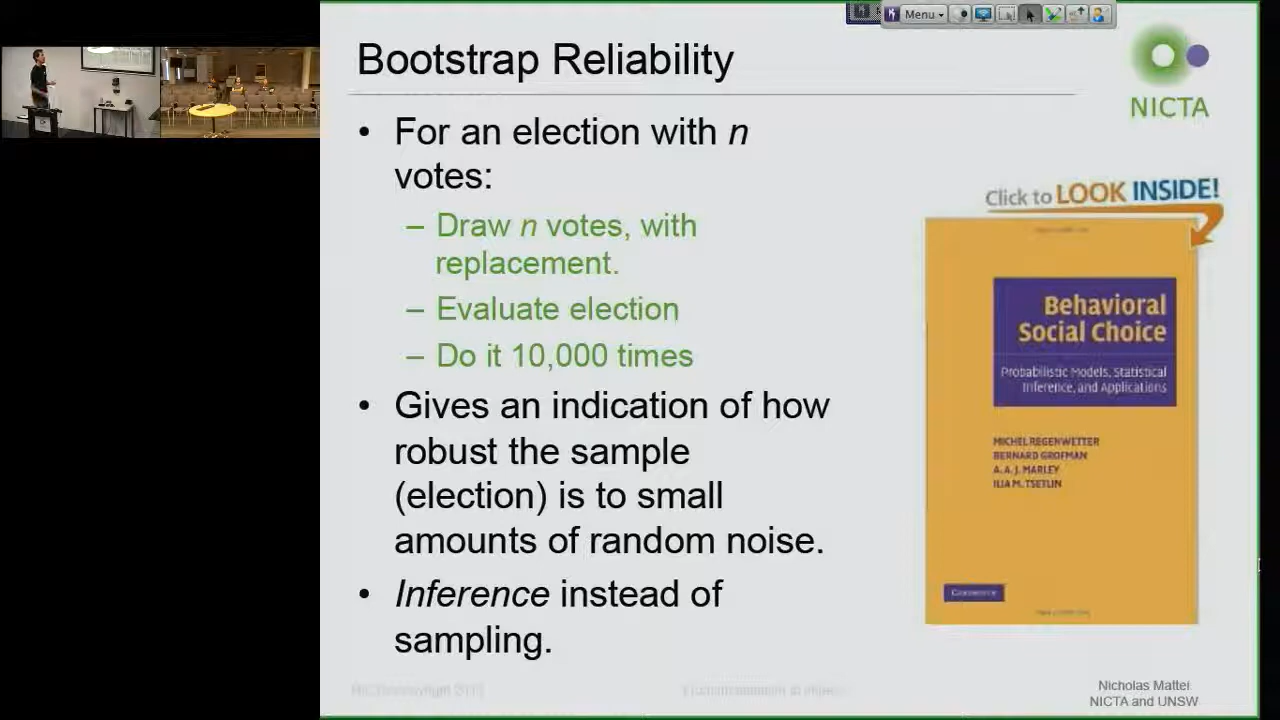 Menu
Bootstrap Reliability
NICTA
• For an election with n
votes:
– Draw n votes, with
replacement.
– Evaluate election
– Do it 10,000 times
• Gives an indication of how
robust the sample
(election) is to small
amounts of random noise.
• Inference instead of
sampling.
Click to LOOK INSIDE!
Behavioral
Social Choice
Probabilistic Models, Statistical
Inference, and Applications
MICHEL REGENWETTER
BERNARD GROFMAN
A. A. J. MARLEY
ILIA M. TSETLIN
Nicholas Mattei
NICTA and UNSW